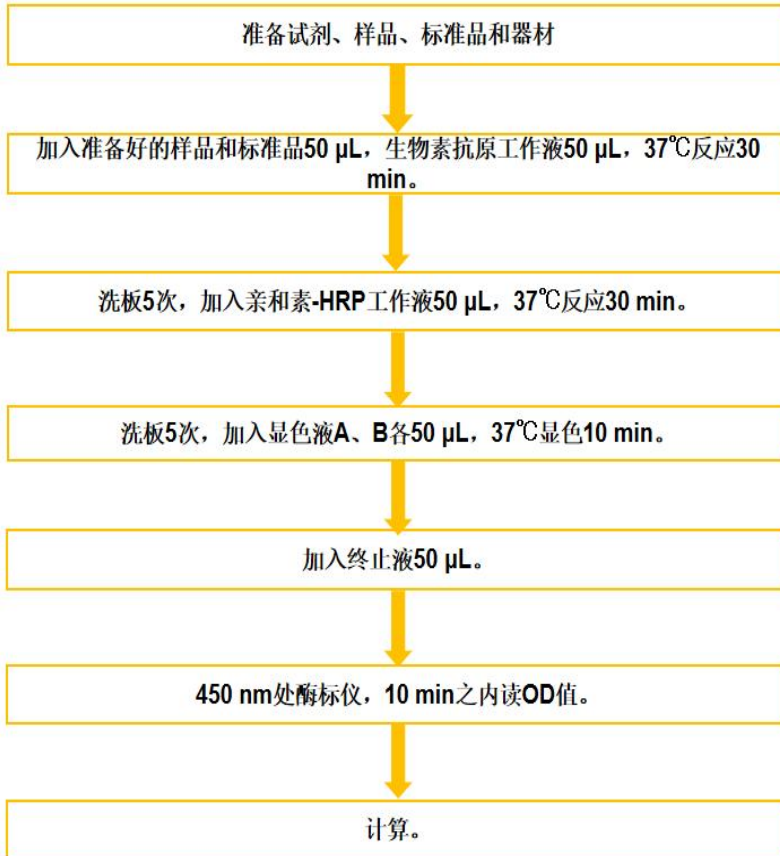 准备试剂、样品、标准品和器材
加入准备好的样品和标准品50 μL，生物素抗原工作液50 μL，37℃反应30
min。
洗板5次，加入亲和素-HRP工作液50 μL，37℃反应30 min。
洗板5次，加入显色液A、B各50 μL，37℃显色10 min。
加入终止液50 μL。
450 nm处酶标仪，10 min之内读OD值。
计算。